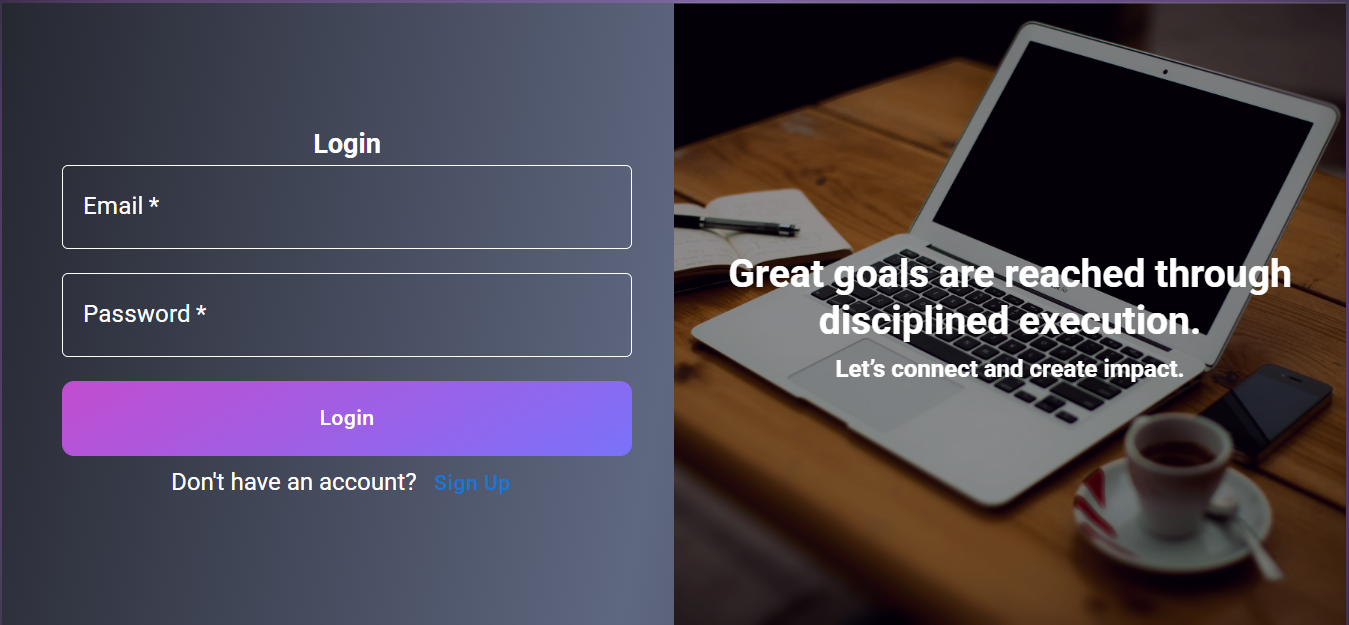 Login
Email *
Password *
Login
Don't have an account? Sign Up
Great goals are reached through
disciplined execution.
Let’s connect and create impact.